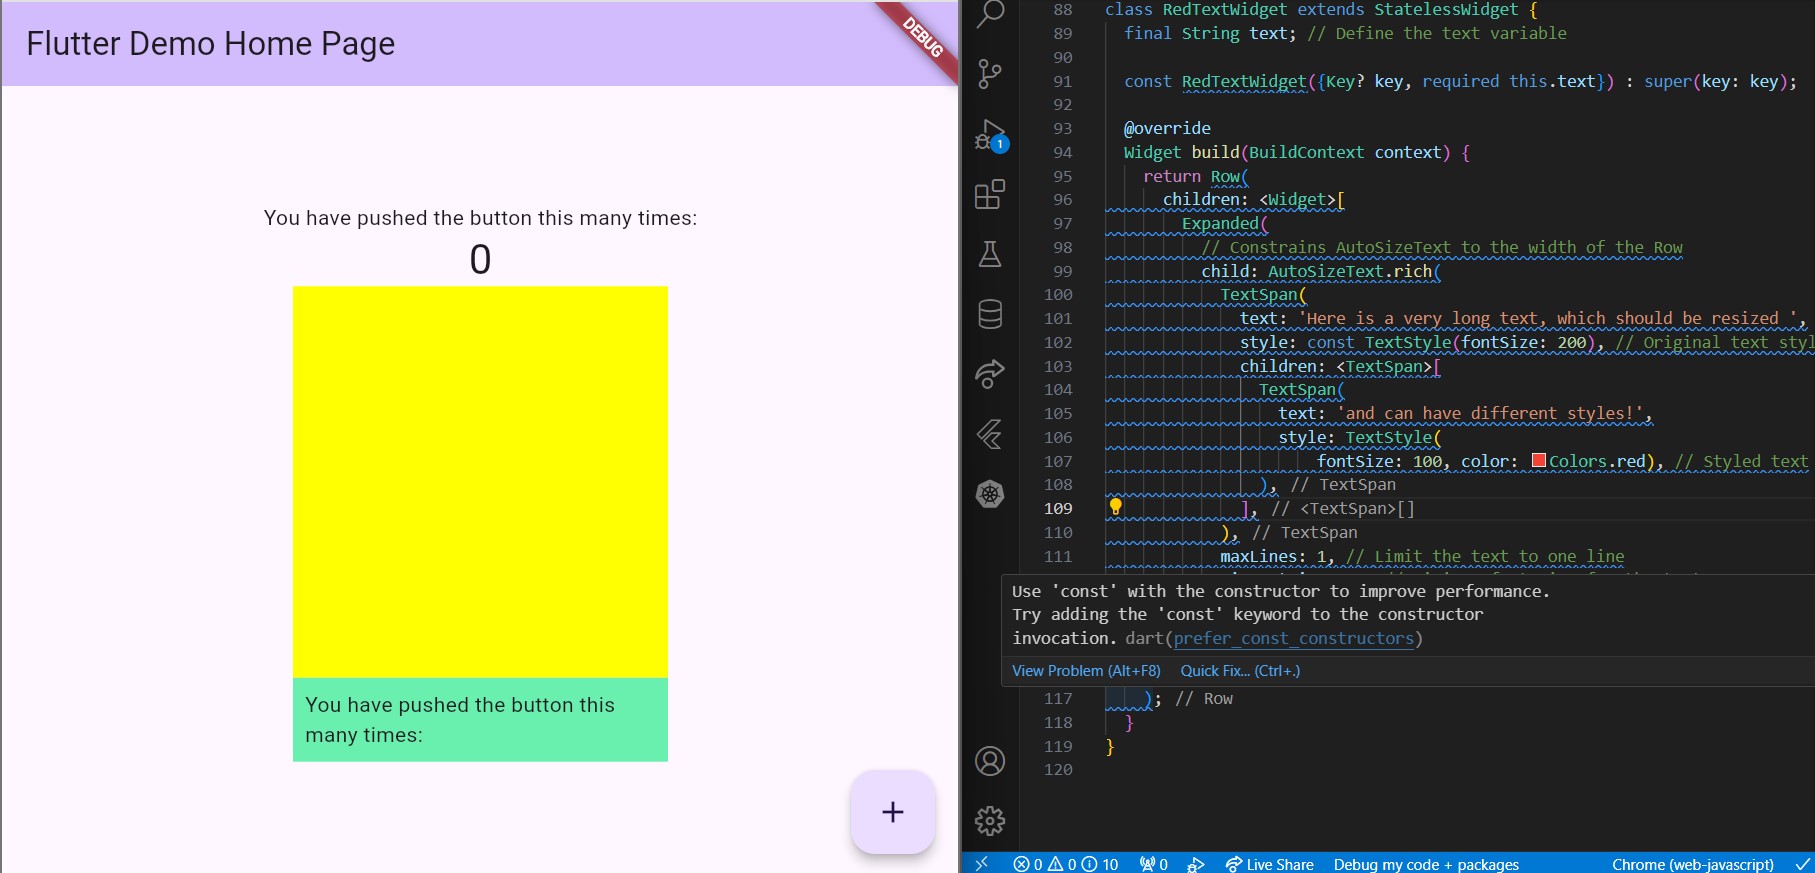 Flutter Demo Home Page
DEBUG
You have pushed the button this many times:
0
You have pushed the button this
many times:
+
1
88 class RedTextWidget extends StatelessWidget {
89 final String text; // Define the text variable
90
91 const RedTextWidget({Key? key, required this.text}) : super(key: key);
92
93 @override
94 Widget build(BuildContext context) {
95 return Row(
96 children: <Widget>[
97 Expanded(
98 // Constrains AutoSizeText to the width of the Row
99 child: AutoSizeText.rich(
100 TextSpan(
101 text: 'Here is a very long text, which should be resized ',
102 style: const TextStyle(fontSize: 200), // Original text styl
103 children: <TextSpan>[
104 TextSpan(
105 text: 'and can have different styles!',
106 style: TextStyle(
107 fontSize: 100, color: Colors.red), // Styled text
108 ), // TextSpan
109 ], // <TextSpan>[]
110 ), // TextSpan
111 maxLines: 1, // Limit the text to one line
Use 'const' with the constructor to improve performance.
Try adding the 'const' keyword to the constructor
invocation. dart(prefer_const_constructors)
View Problem (Alt+F8) Quick Fix... (Ctrl+.)
117 ); // Row
118 }
119 }
120
0 0 10 0 Live Share Debug my code + packages Chrome (web-javascript)